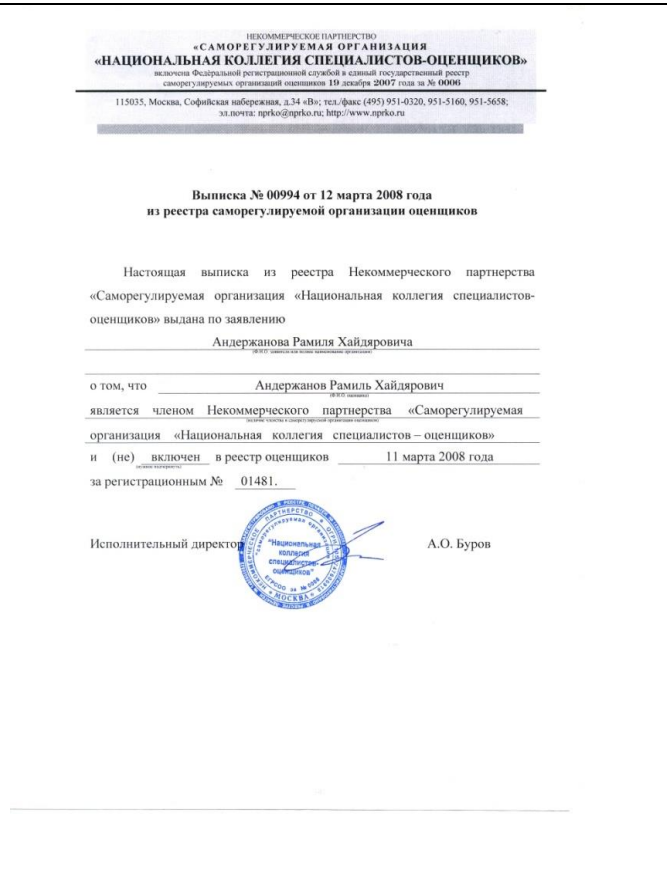 НЕКОММЕРЧЕСКОЕ ПАРТНЕРСТВО
«САМОРЕГУЛИРУЕМАЯ ОРГАНИЗАЦИЯ
«НАЦИОНАЛЬНАЯ КОЛЛЕГИЯ СПЕЦИАЛИСТОВ-ОЦЕНЩИКОВ»
включена Федеральной регистрационной службой в единый государственный реестр
саморегулируемых организаций оценщиков 19 декабря 2007 года за № 0006
115035, Москва, Софийская набережная, д.34 «В»; тел./факс (495) 951-0320, 951-5160, 951-5658;
эл.почта: nprko@nprko.ru; http://www.nprko.ru
Выписка № 00994 от 12 марта 2008 года
из реестра саморегулируемой организации оценщиков
Настоящая выписка из реестра Некоммерческого партнерства
«Саморегулируемая организация «Национальная коллегия специалистов-
оценщиков» выдана по заявлению
Андержанова Рамиля Хайдяровича
о том, что Андержанов Рамиль Хайдярович
является членом Некоммерческого партнерства «Саморегулируемая
организация «Национальная коллегия специалистов – оценщиков»
и (не) включен в реестр оценщиков 11 марта 2008 года
за регистрационным № 01481.
Исполнительный директор А.О. Буров
"Национальная
коллегия
специалистов-
оценщиков"
МОСКВА